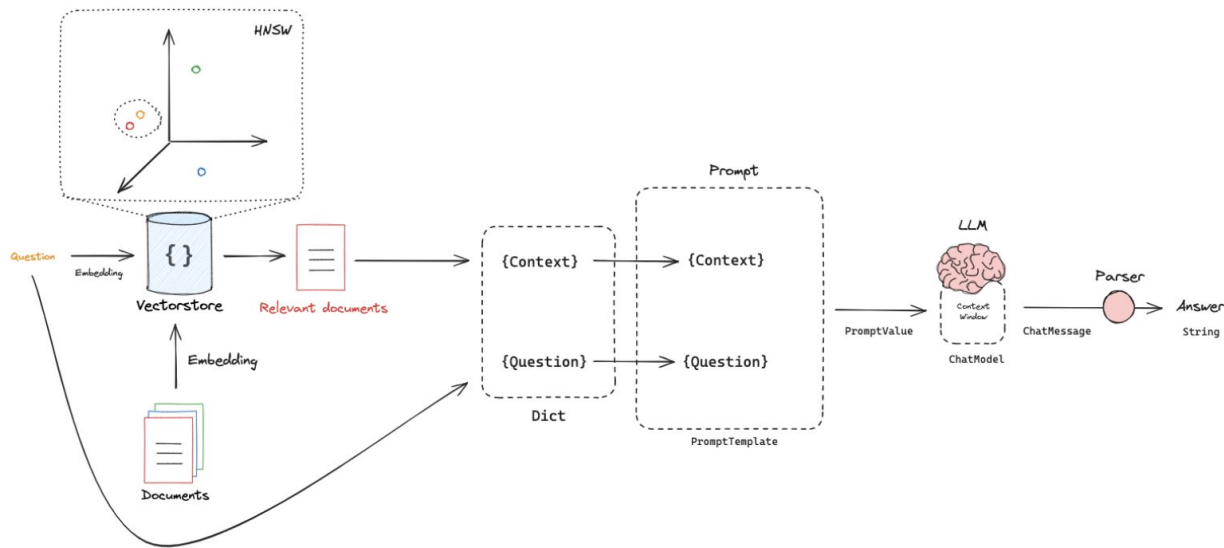 HNSW
Question
Embedding
{}
Vectorstore
Relevant documents
Embedding
Documents
{Context}
{Question}
Dict
Prompt
{Context}
{Question}
PromptTemplate
PromptValue
LLM
Context
Window
ChatModel
ChatMessage
Parser
Answer
String